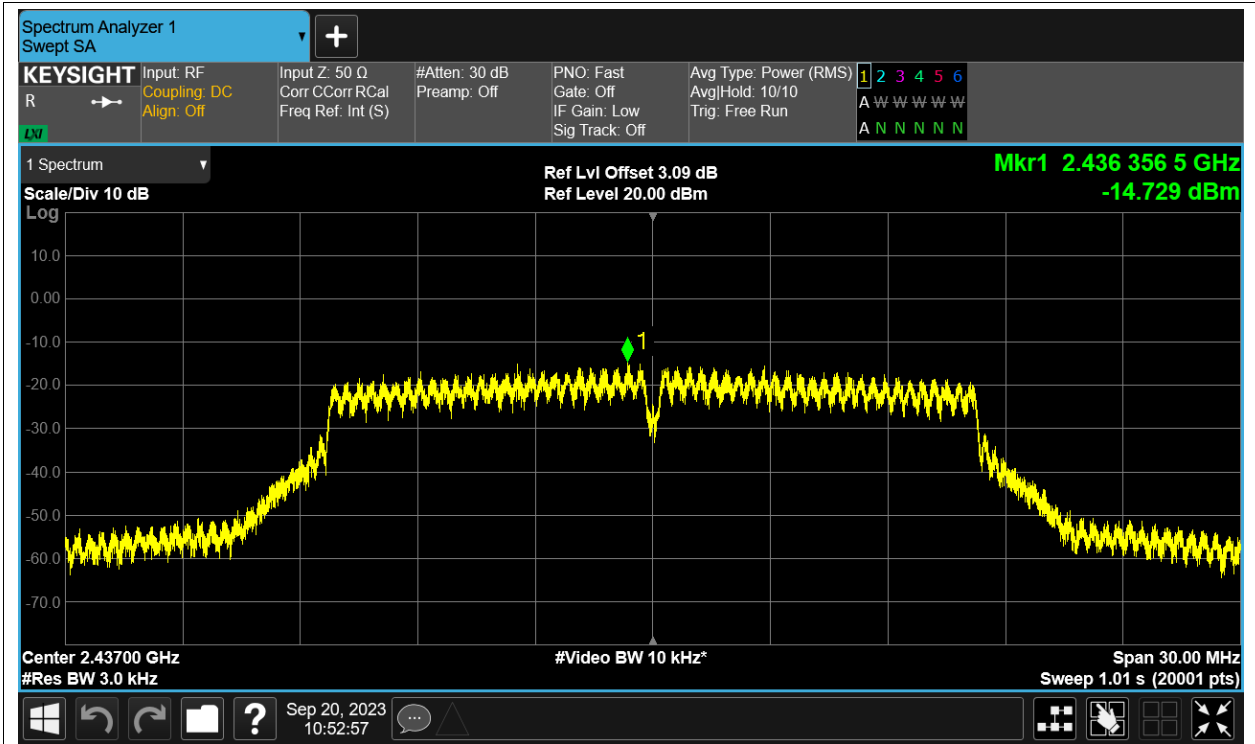 Spectrum Analyzer 1
Swept SA
+
KEYSIGHT
R
LXI
Input: RF
Coupling: DC
Align: Off
Input Z: 50 Ω
Corr CCorr RCal
Freq Ref: Int (S)
#Atten: 30 dB
Preamp: Off
PNO: Fast
Gate: Off
IF Gain: Low
Sig Track: Off
Avg Type: Power (RMS)
Avg|Hold: 10/10
Trig: Free Run
1 2 3 4 5 6
A W W W W W
A N N N N N
1 Spectrum
Scale/Div 10 dB
Log
Ref Lvl Offset 3.09 dB
Ref Level 20.00 dBm
Mkr1 2.436 356 5 GHz
-14.729 dBm
10.0
0.00
-10.0
-20.0
-30.0
-40.0
-50.0
-60.0
-70.0
1
Center 2.43700 GHz
#Res BW 3.0 kHz
#Video BW 10 kHz*
Span 30.00 MHz
Sweep 1.01 s (20001 pts)
?
Sep 20, 2023
10:52:57